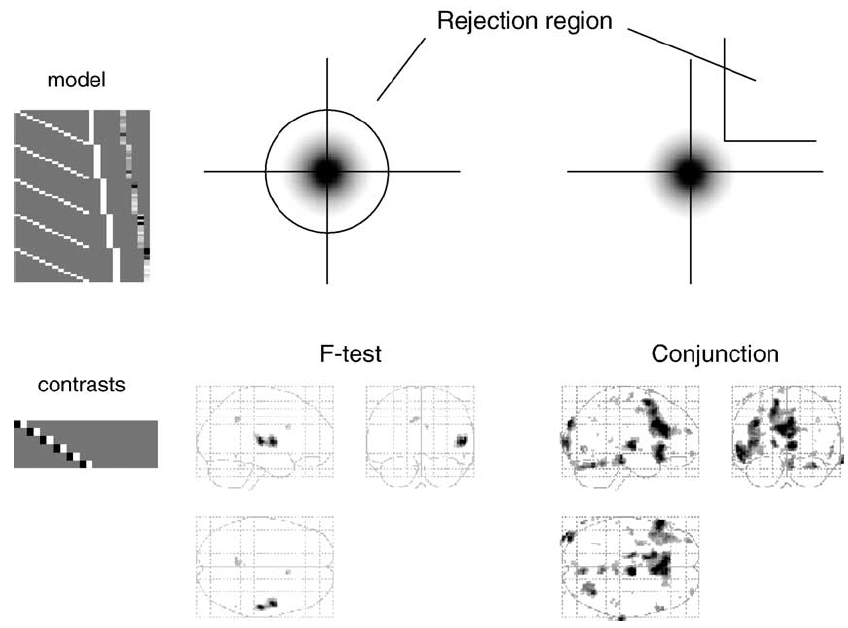 Rejection region
model
F-test
Conjunction
contrasts